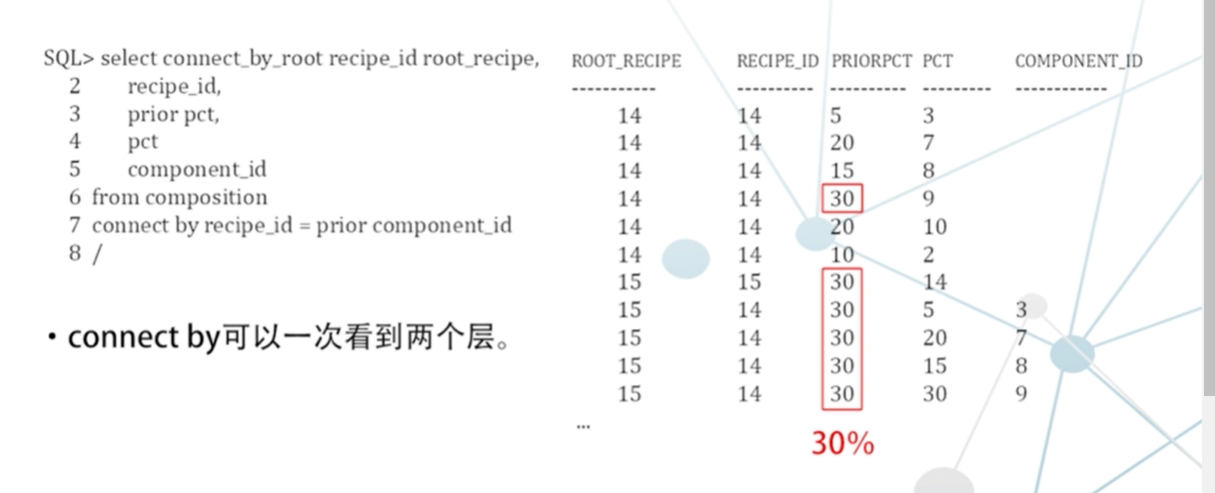 SQL> select connect_by_root recipe_id root_recipe,
2 recipe_id,
3 prior pct,
4 pct
5 component_id
6 from composition
7 connect by recipe_id = prior component_id
8 /
• connect by可以一次看到两个层。
ROOT_RECIPE RECIPE_ID PRIORPCT PCT COMPONENT_ID
----------- ---------- ---------- --------- ------------
14 14 5 3
14 14 20 7
14 14 15 8
14 14 30 9
14 14 20 10
14 14 10 2
15 15 30 14
15 14 30 5 3
15 14 30 20 7
15 14 30 15 8
15 14 30 30 9
...
30%